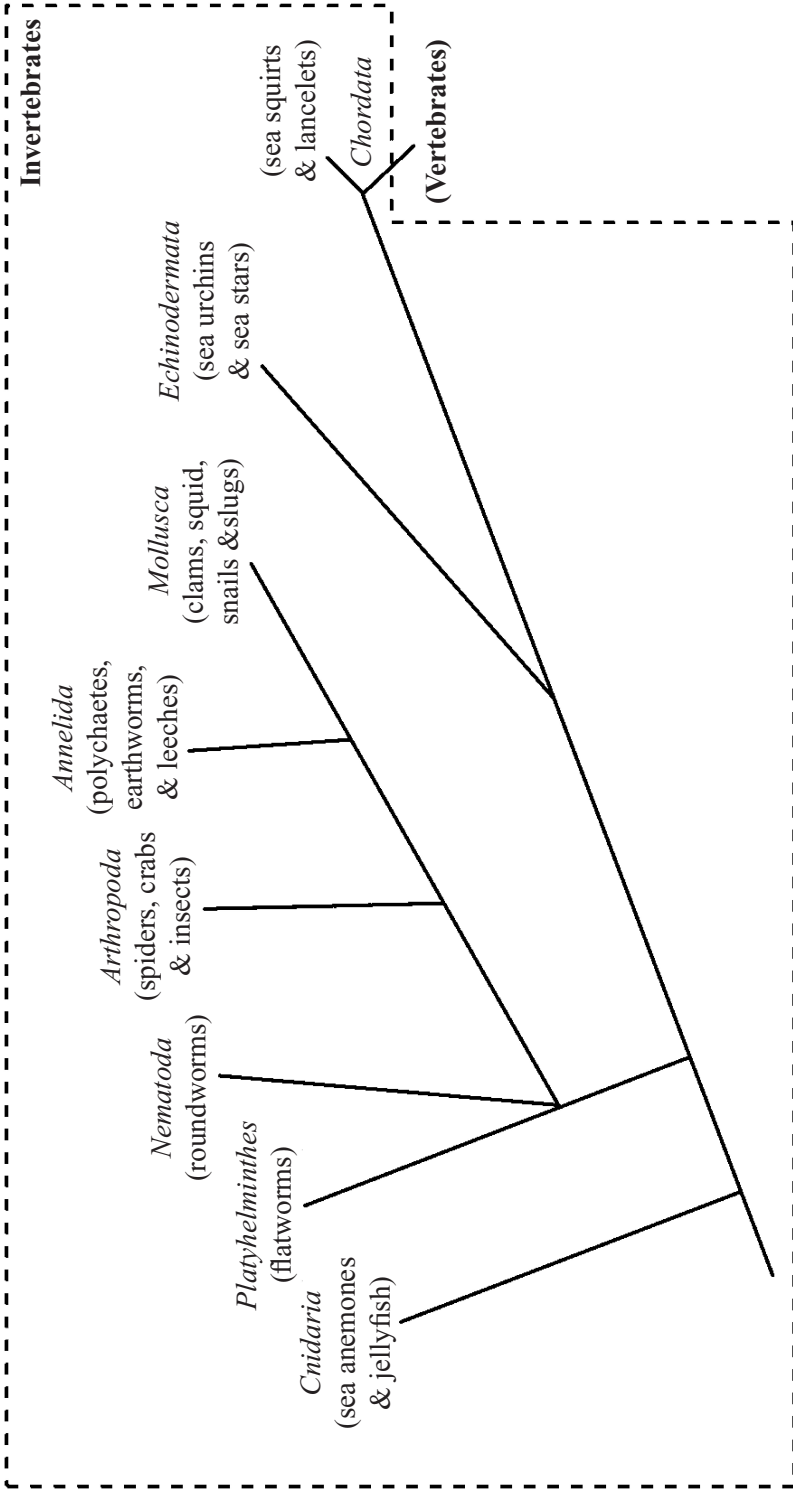 Invertebrates
Cnidaria
(sea anemones
& jellyfish)
Platyhelminthes
(flatworms)
Nematoda
(roundworms)
Arthropoda
(spiders, crabs
& insects)
Annelida
(polychaetes,
earthworms,
& leeches)
Mollusca
(clams, squid,
snails &slugs)
Echinodermata
(sea urchins
& sea stars)
(sea squirts
& lancelets)
Chordata
(Vertebrates)